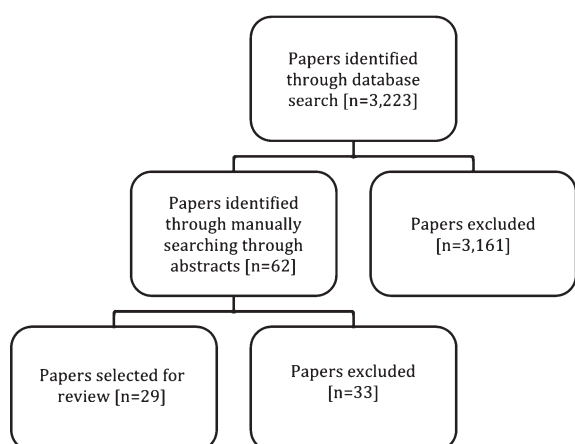 Papers identified
through database
search [n=3,223]
Papers identified
through manually
searching through
abstracts [n=62]
Papers excluded
[n=3,161]
Papers selected for
review [n=29]
Papers excluded
[n=33]